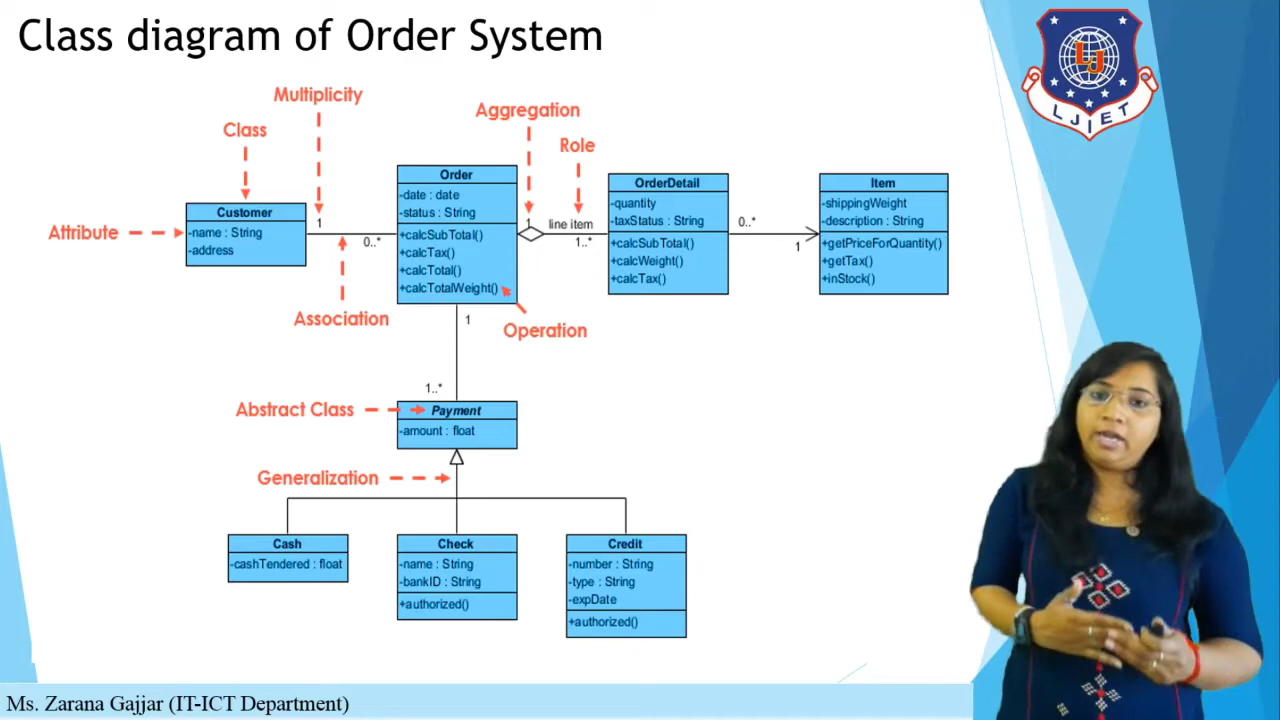 Class diagram of Order System
LJ
LJIET
Multiplicity
Aggregation
Class
Role
Attribute
Association
Operation
Abstract Class
Generalization
Customer
-name : String
-address
1
0..*
Order
-date : date
-status : String
+calcSubTotal()
+calcTax()
+calcTotal()
+calcTotalWeight()
1
line item
1..*
OrderDetail
-quantity
-taxStatus : String
+calcSubTotal()
+calcWeight()
+calcTax()
0..*
1
Item
-shippingWeight
-description : String
+getPriceForQuantity()
+getTax()
+inStock()
1
1..*
Payment
-amount : float
Cash
-cashTendered : float
Check
-name : String
-bankID : String
+authorized()
Credit
-number : String
-type : String
-expDate
+authorized()
Ms. Zarana Gajjar (IT-ICT Department)